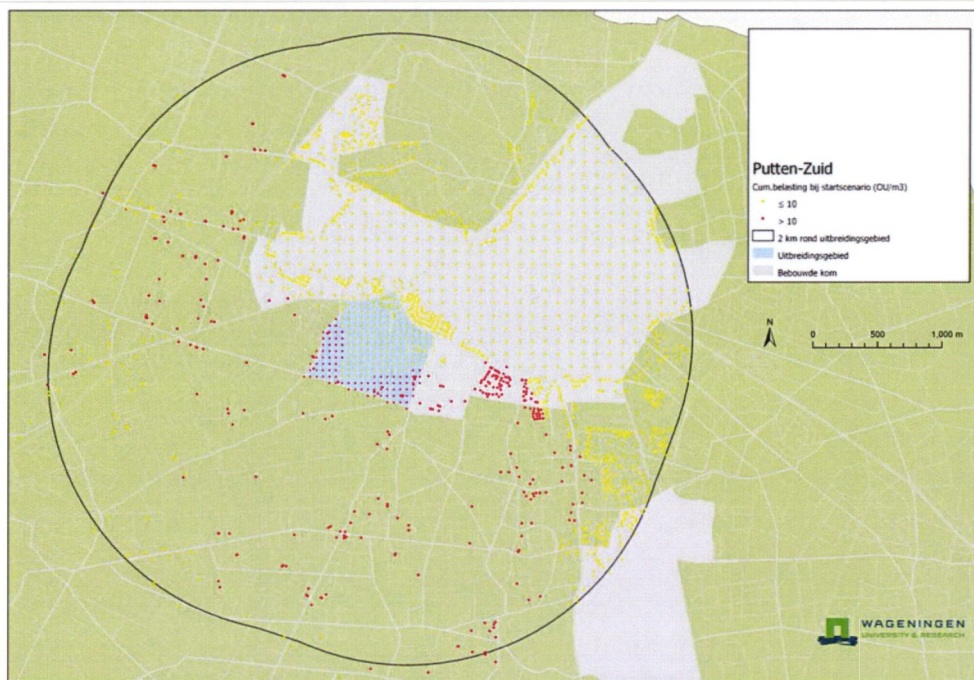 Putten-Zuid
Cum.belasting bij startscenario (OU/m3)
≤ 10
> 10
2 km rond uitbreidingsgebied
Uitbreidingsgebied
Bebouwde kom
N
0 500 1,000 m
WAGENINGEN
UNIVERSITY & RESEARCH